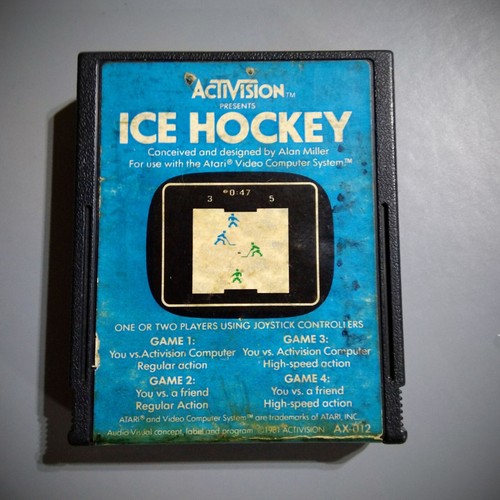 ACTIVISION™
PRESENTS
ICE HOCKEY
Conceived and designed by Alan Miller
For use with the Atari® Video Computer System.™
0:47
3 5
ONE OR TWO PLAYERS USING JOYSTICK CONTROLLERS
GAME 1: GAME 3:
You vs. Activision Computer You vs. Activision Computer
Regular action High-speed action
GAME 2: GAME 4:
You vs. a friend You vs. a friend
Regular Action High-speed action
ATARI® and Video Computer System™ are trademarks of ATARI, INC.
Audio-Visual concept, label and program ©1981 ACTIVISION AX-012